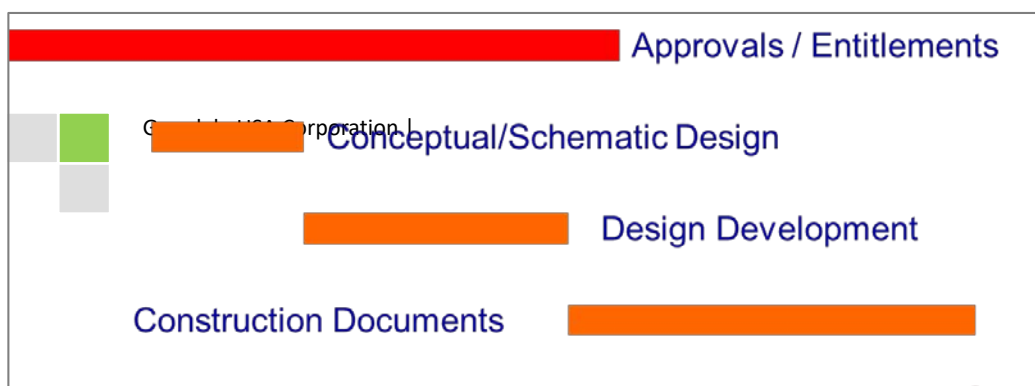 Approvals / Entitlements
Conceptual/Schematic Design
Design Development
Construction Documents